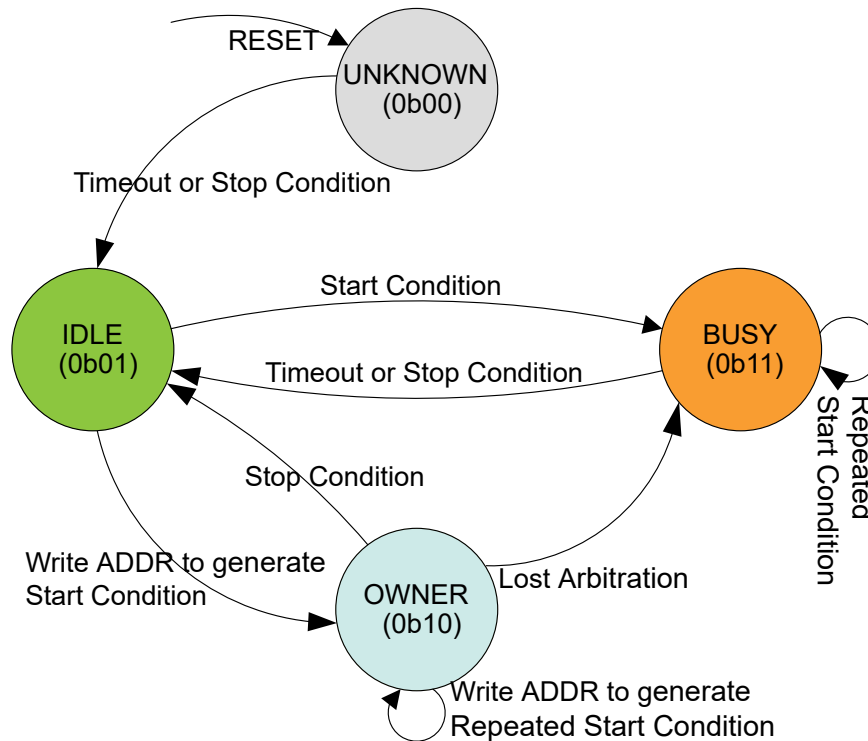 RESET
UNKNOWN
(0b00)
Timeout or Stop Condition
Start Condition
IDLE
(0b01)
BUSY
(0b11)
Timeout or Stop Condition
Repeated
Start Condition
Stop Condition
Write ADDR to generate
Start Condition
Lost Arbitration
OWNER
(0b10)
Write ADDR to generate
Repeated Start Condition